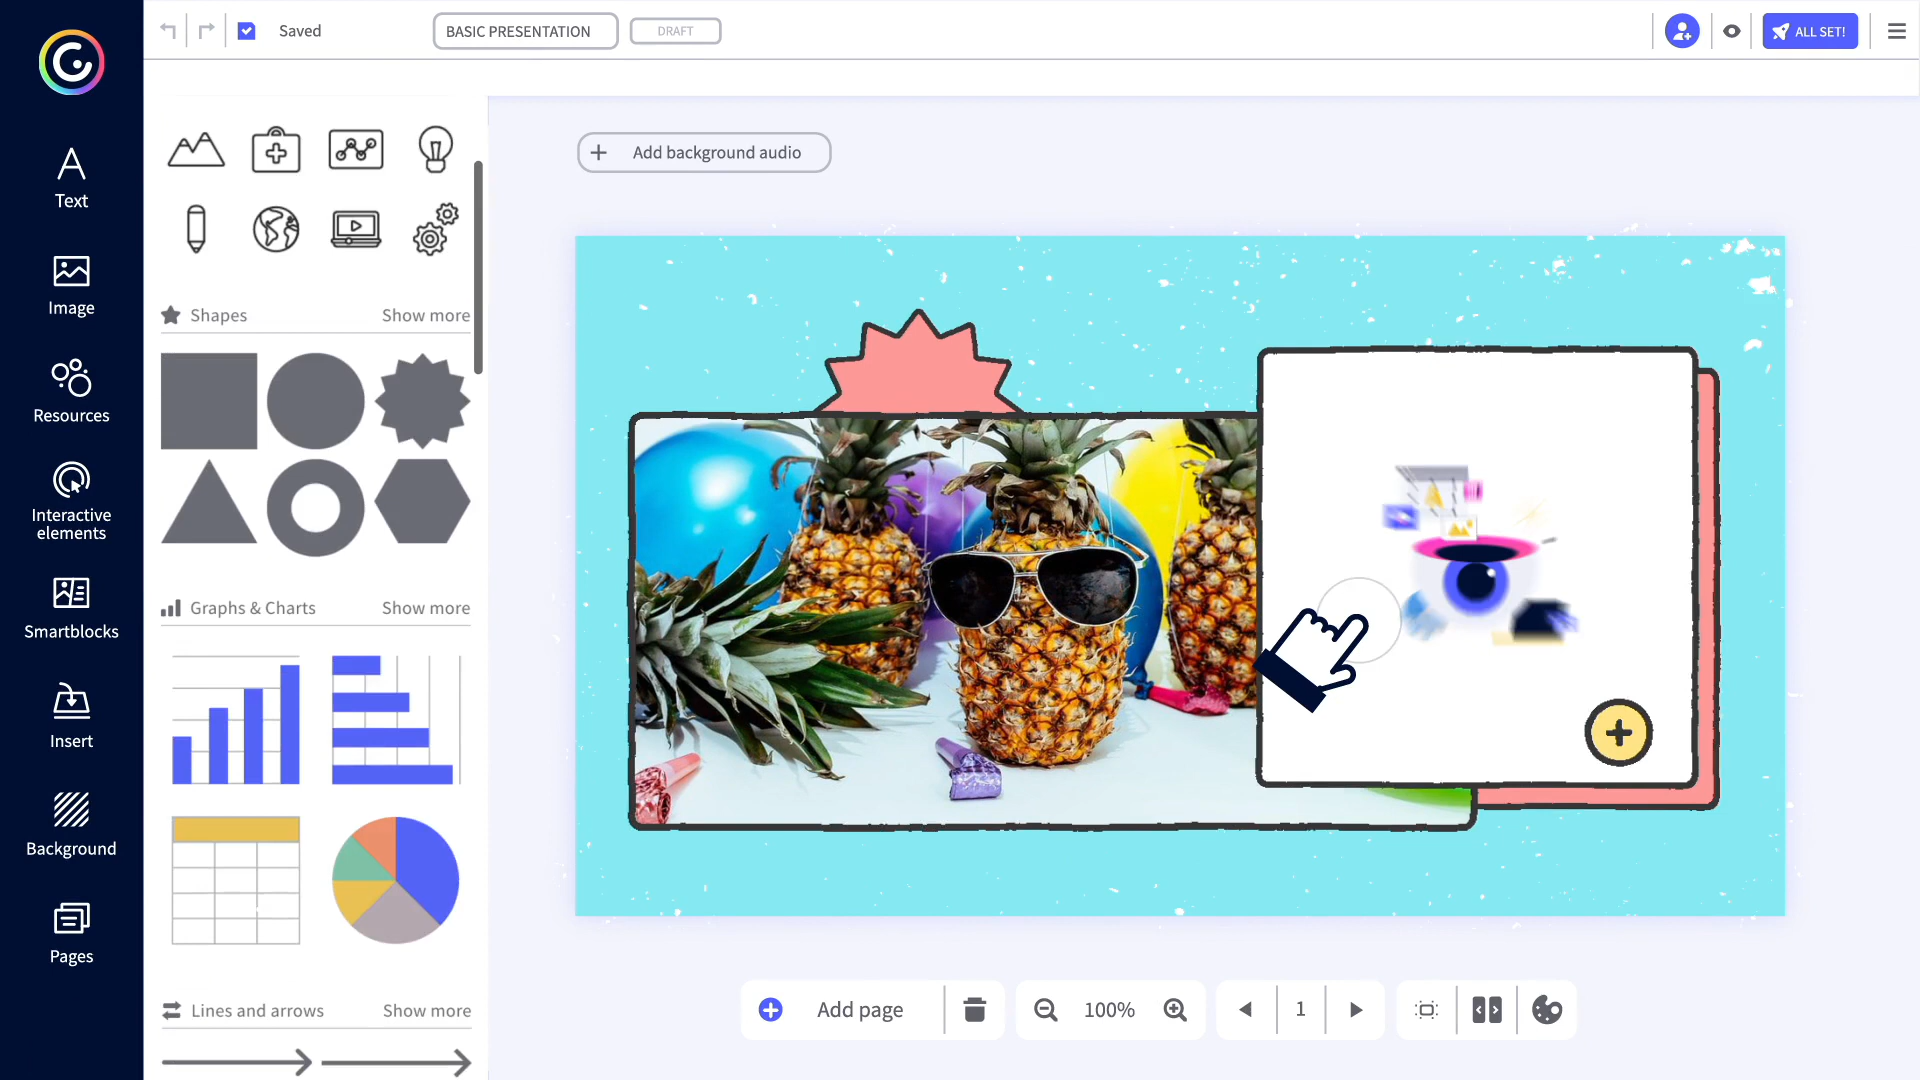 Saved
BASIC PRESENTATION
DRAFT
ALL SET!
Text
Image
Resources
Interactive
elements
Smartblocks
Insert
Background
Pages
Shapes
Show more
Graphs & Charts
Show more
Lines and arrows
Show more
Add background audio
Add page
100%
1